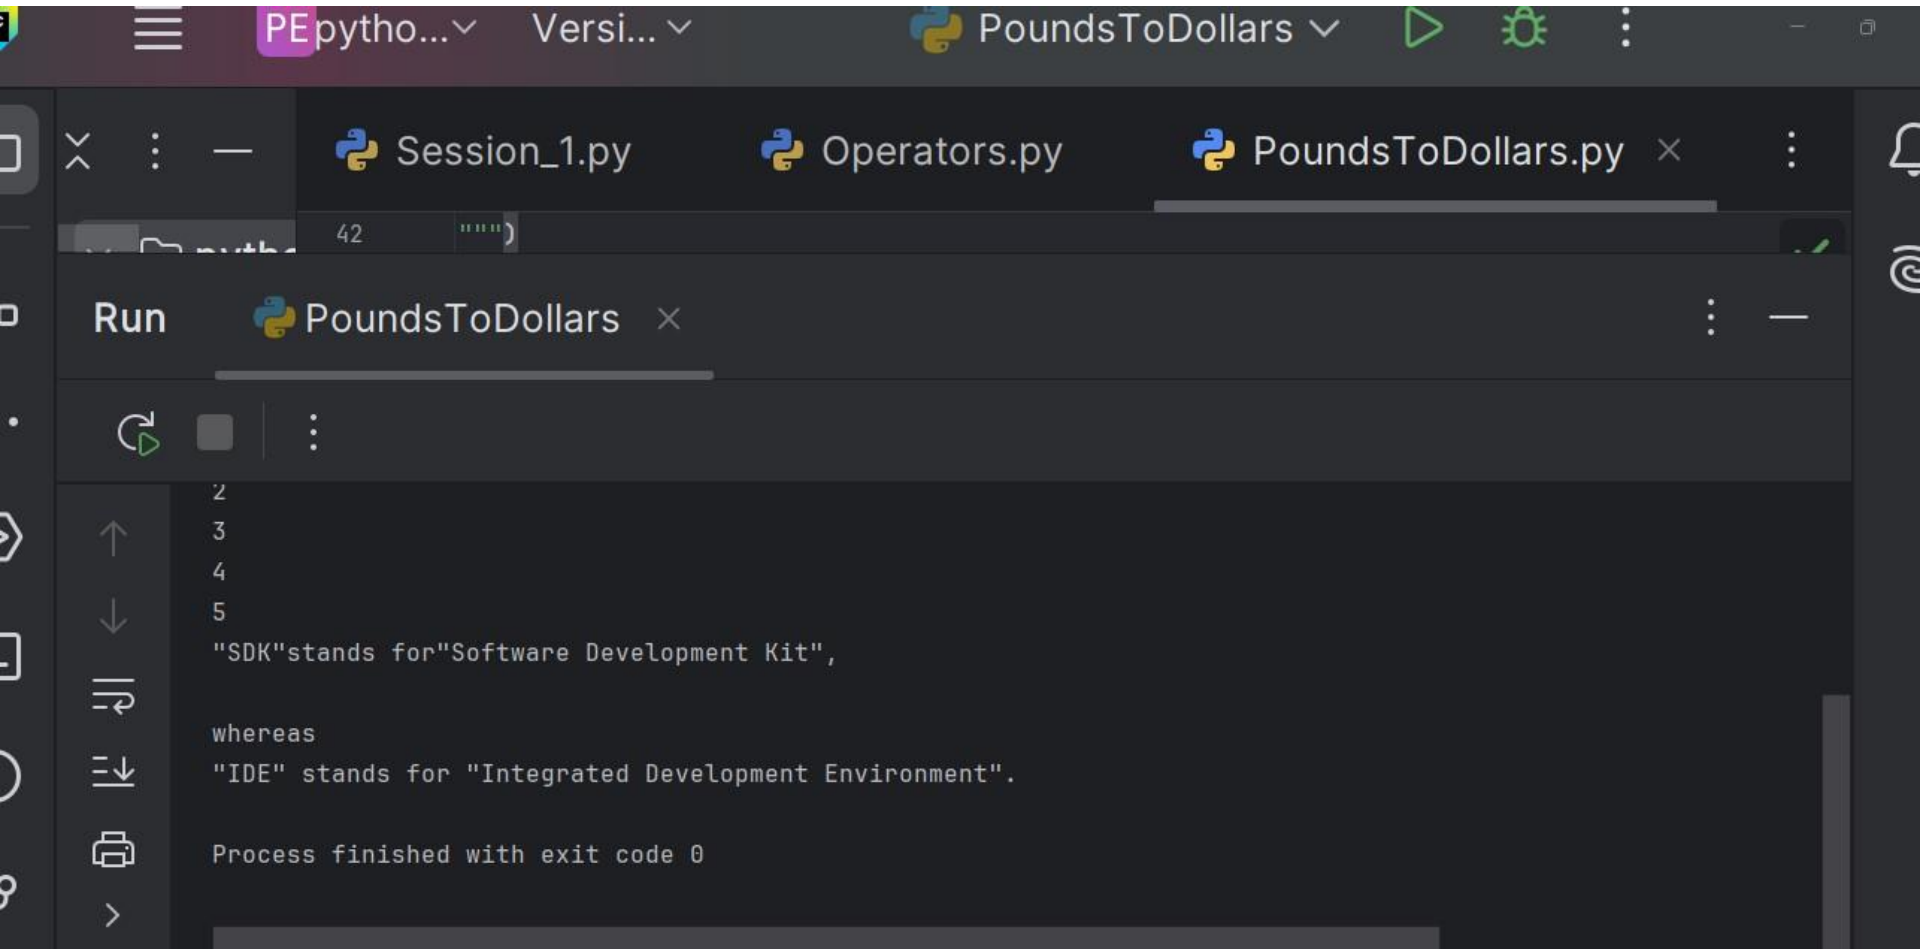 PE pytho... Versi... PoundsToDollars
Session_1.py Operators.py PoundsToDollars.py
42 """)
Run PoundsToDollars
2
3
4
5
"SDK"stands for"Software Development Kit",
whereas
"IDE" stands for "Integrated Development Environment".
Process finished with exit code 0